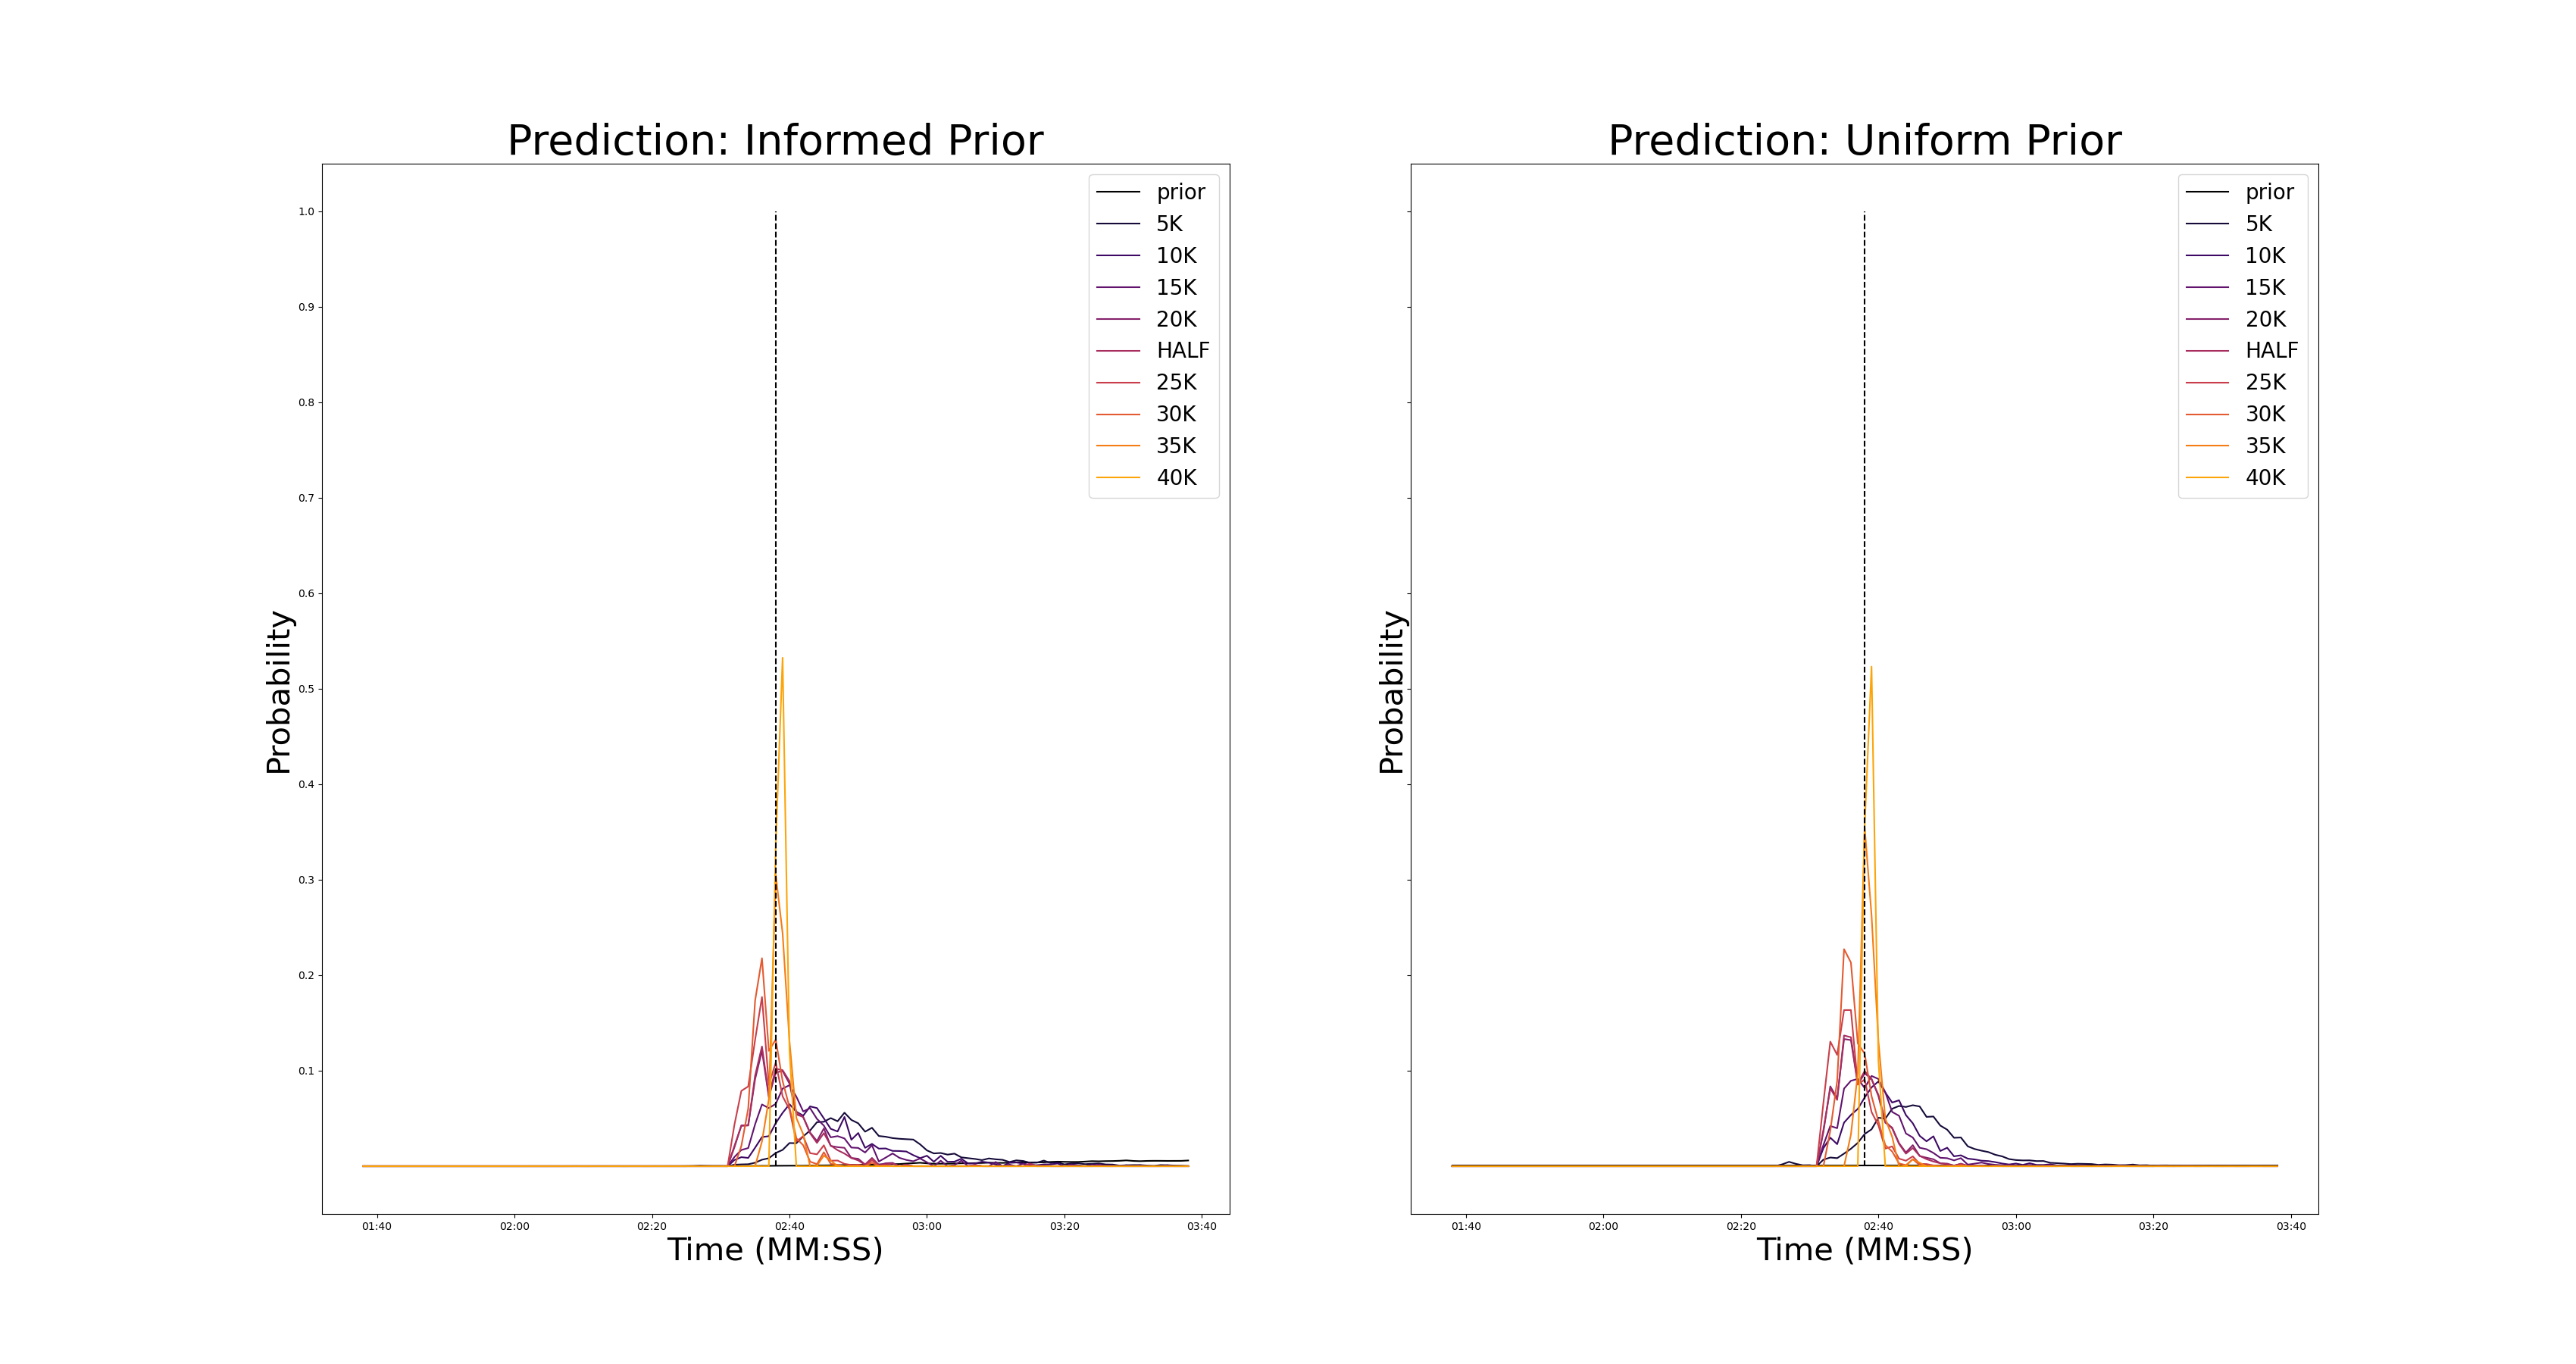 Prediction: Informed Prior
prior
5K
10K
15K
20K
HALF
25K
30K
35K
40K
1.0
0.9
0.8
0.7
0.6
0.5
0.4
0.3
0.2
0.1
Probability
01:40 02:00 02:20 02:40 03:00 03:20 03:40
Time (MM:SS)
Prediction: Uniform Prior
prior
5K
10K
15K
20K
HALF
25K
30K
35K
40K
Probability
01:40 02:00 02:20 02:40 03:00 03:20 03:40
Time (MM:SS)